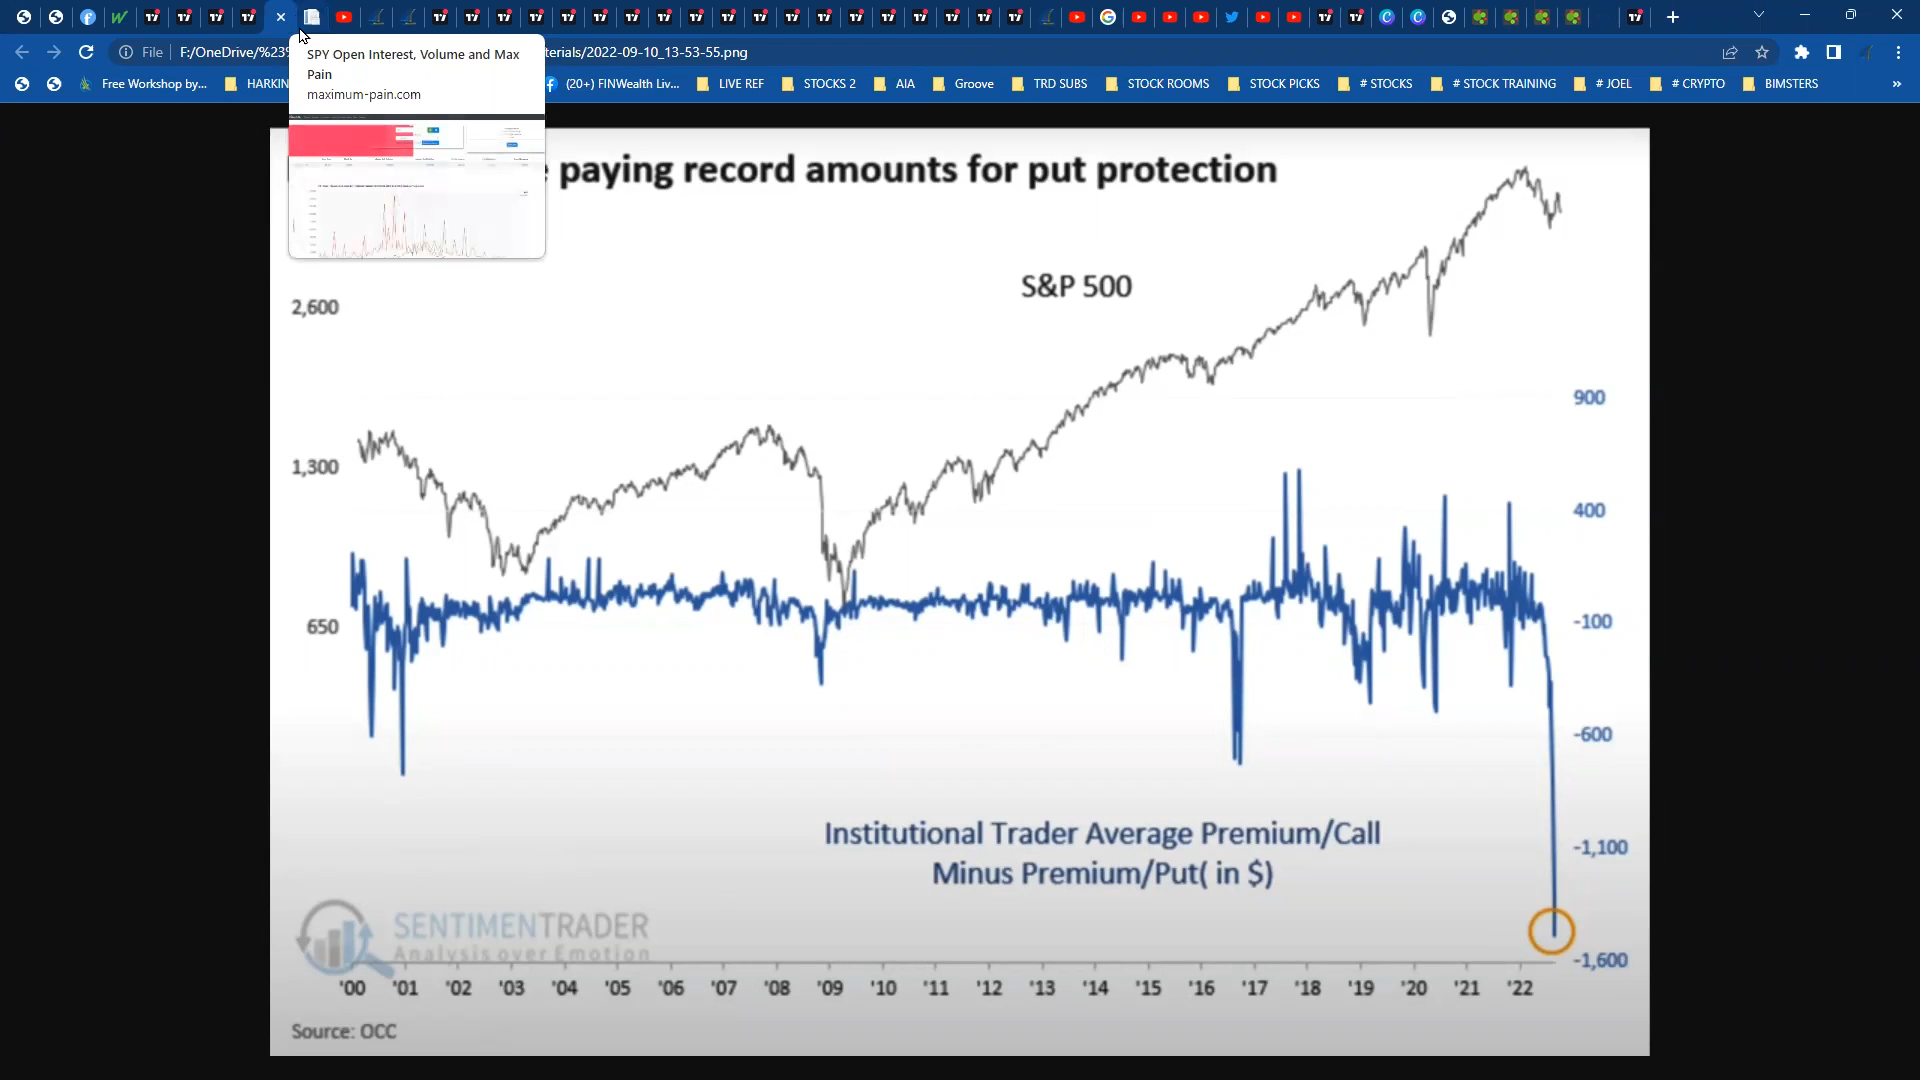 File
F:/OneDrive/%23
terials/2022-09-10_13-53-55.png
SPY Open Interest, Volume and Max
Pain
maximum-pain.com
Free Workshop by...
HARKIN
(20+) FINWealth Liv...
LIVE REF
STOCKS 2
AIA
Groove
TRD SUBS
STOCK ROOMS
STOCK PICKS
# STOCKS
# STOCK TRAINING
# JOEL
# CRYPTO
BIMSTERS
»
paying record amounts for put protection
S&P 500
2,600
1,300
650
900
400
-100
-600
-1,100
-1,600
Institutional Trader Average Premium/Call
Minus Premium/Put( in $)
SENTIMENTRADER
Analysis over Emotion
'00 '01 '02 '03 '04 '05 '06 '07 '08 '09 '10 '11 '12 '13 '14 '15 '16 '17 '18 '19 '20 '21 '22
Source: OCC